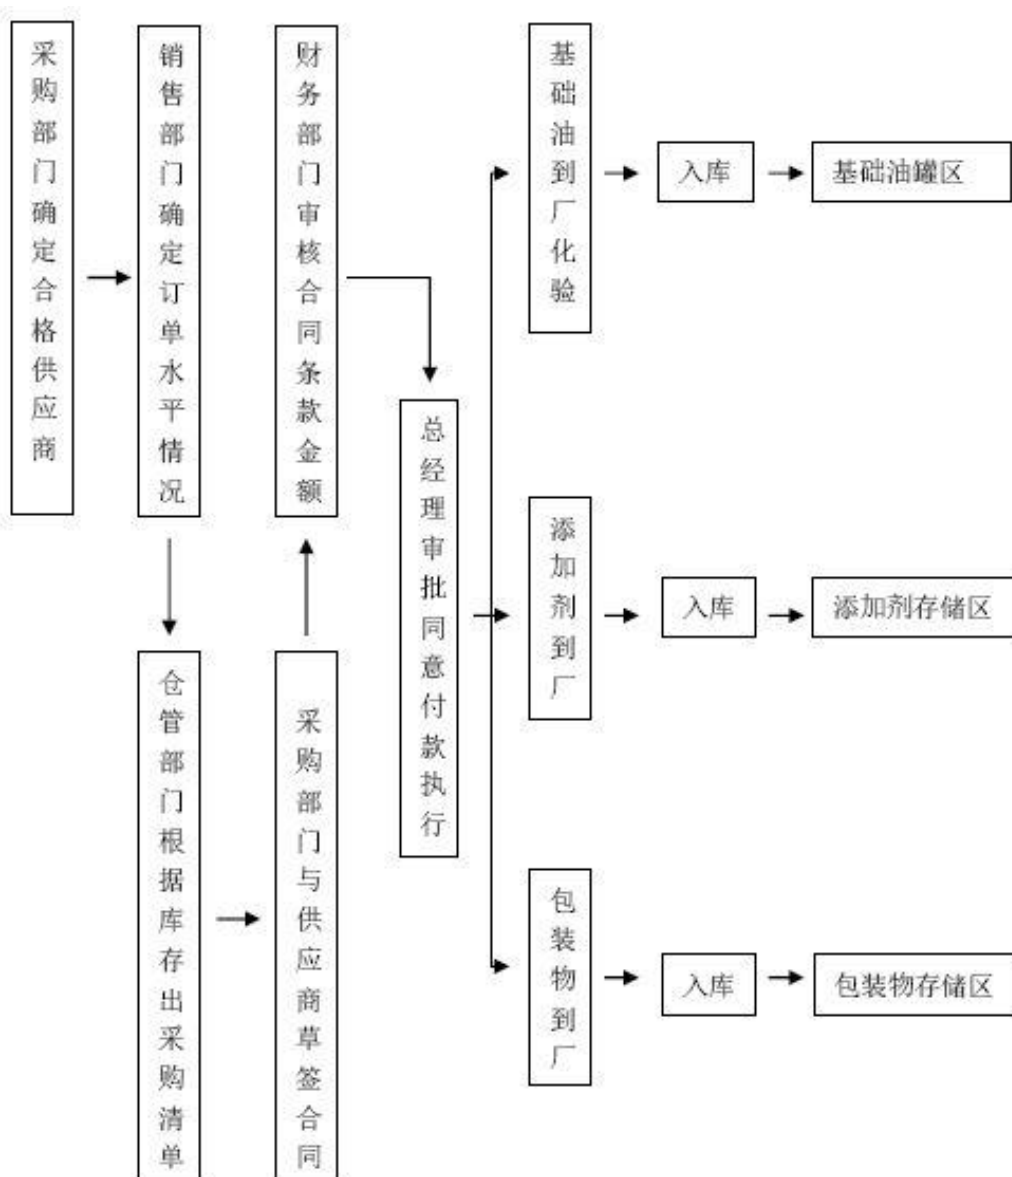 采购部门确定合格供应商
销售部门确定订单水平情况
仓管部门根据库存出采购清单
采购部门与供应商草签合同
财务部门审核合同条款金额
总经理审批同意付款执行
基础油到厂化验
入库
基础油罐区
添加剂到厂
入库
添加剂存储区
包装物到厂
入库
包装物存储区